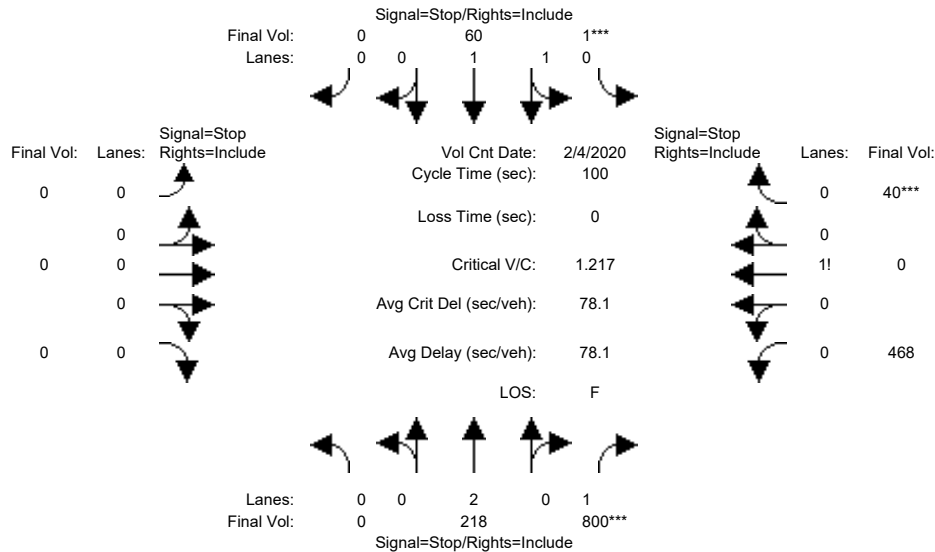 Signal=Stop/Rights=Include
Final Vol: 0 60 1***
Lanes: 0 0 1 1 0
Signal=Stop
Final Vol: Lanes: Rights=Include
Vol Cnt Date: 2/4/2020
Signal=Stop
Rights=Include Lanes: Final Vol:
Cycle Time (sec): 100
0 0
0 40***
Loss Time (sec): 0
0
0
0 0
Critical V/C: 1.217
1! 0
0
Avg Crit Del (sec/veh): 78.1
0
0 0
Avg Delay (sec/veh): 78.1
0 468
LOS: F
Lanes: 0 0 2 0 1
Final Vol: 0 218 800***
Signal=Stop/Rights=Include